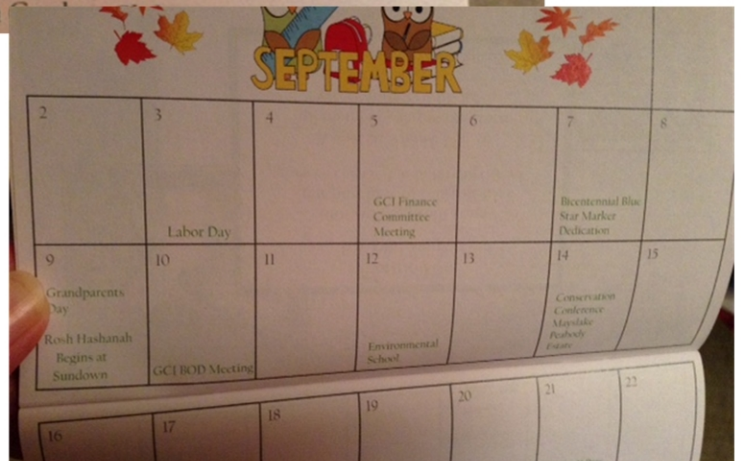 SEPTEMBER
2 3 4 5 6 7 8
Labor Day
GCI Finance
Committee
Meeting
Bicentennial Blue
Star Marker
Dedication
9 10 11 12 13 14 15
Grandparents
Day
Rosh Hashanah
Begins at
Sundown
GCI BOD Meeting
Environmental
School
Conservation
Conference
Mayslake
Peabody
Estate
16 17 18 19 20 21 22